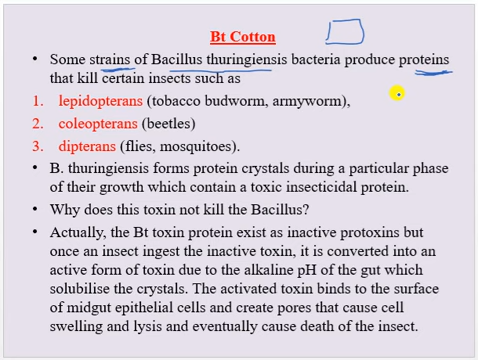 Bt Cotton
• Some strains of Bacillus thuringiensis bacteria produce proteins
that kill certain insects such as
1. lepidopterans (tobacco budworm, armyworm),
2. coleopterans (beetles)
3. dipterans (flies, mosquitoes).
• B. thuringiensis forms protein crystals during a particular phase
of their growth which contain a toxic insecticidal protein.
• Why does this toxin not kill the Bacillus?
• Actually, the Bt toxin protein exist as inactive protoxins but
once an insect ingest the inactive toxin, it is converted into an
active form of toxin due to the alkaline pH of the gut which
solubilise the crystals. The activated toxin binds to the surface
of midgut epithelial cells and create pores that cause cell
swelling and lysis and eventually cause death of the insect.